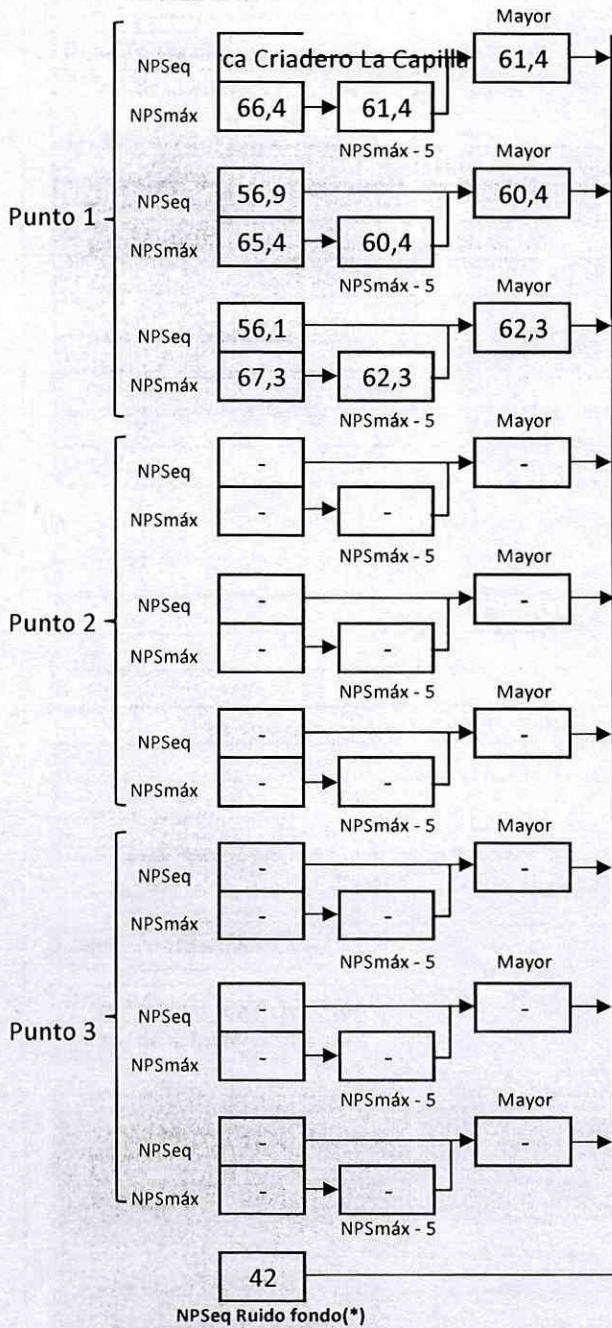 Mayor
NPSeq rca Criadero La Capilla 61,4
NPSmáx 66,4 61,4
NPSmáx - 5
Mayor
Punto 1
NPSeq 56,9 60,4
NPSmáx 65,4 60,4
NPSmáx - 5
Mayor
NPSeq 56,1 62,3
NPSmáx 67,3 62,3
NPSmáx - 5
Mayor
NPSeq - -
NPSmáx - -
NPSmáx - 5
Mayor
Punto 2
NPSeq - -
NPSmáx - -
NPSmáx - 5
Mayor
NPSeq - -
NPSmáx - -
NPSmáx - 5
Mayor
NPSeq - -
NPSmáx - -
NPSmáx - 5
Mayor
Punto 3
NPSeq - -
NPSmáx - -
NPSmáx - 5
Mayor
NPSeq - -
NPSmáx - -
NPSmáx - 5
42
NPSeq Ruido fondo(*)